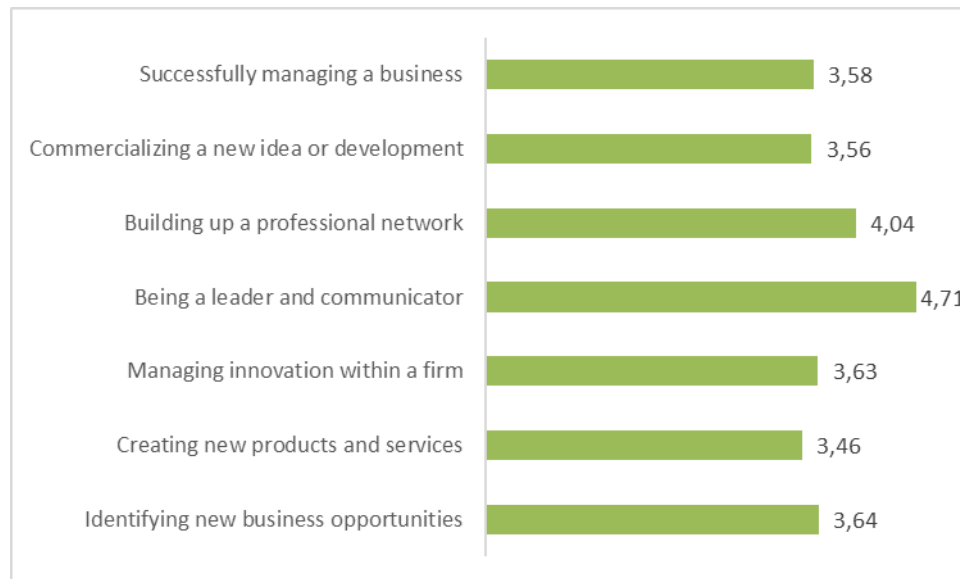 Successfully managing a business 3,58
Commercializing a new idea or development 3,56
Building up a professional network 4,04
Being a leader and communicator 4,71
Managing innovation within a firm 3,63
Creating new products and services 3,46
Identifying new business opportunities 3,64